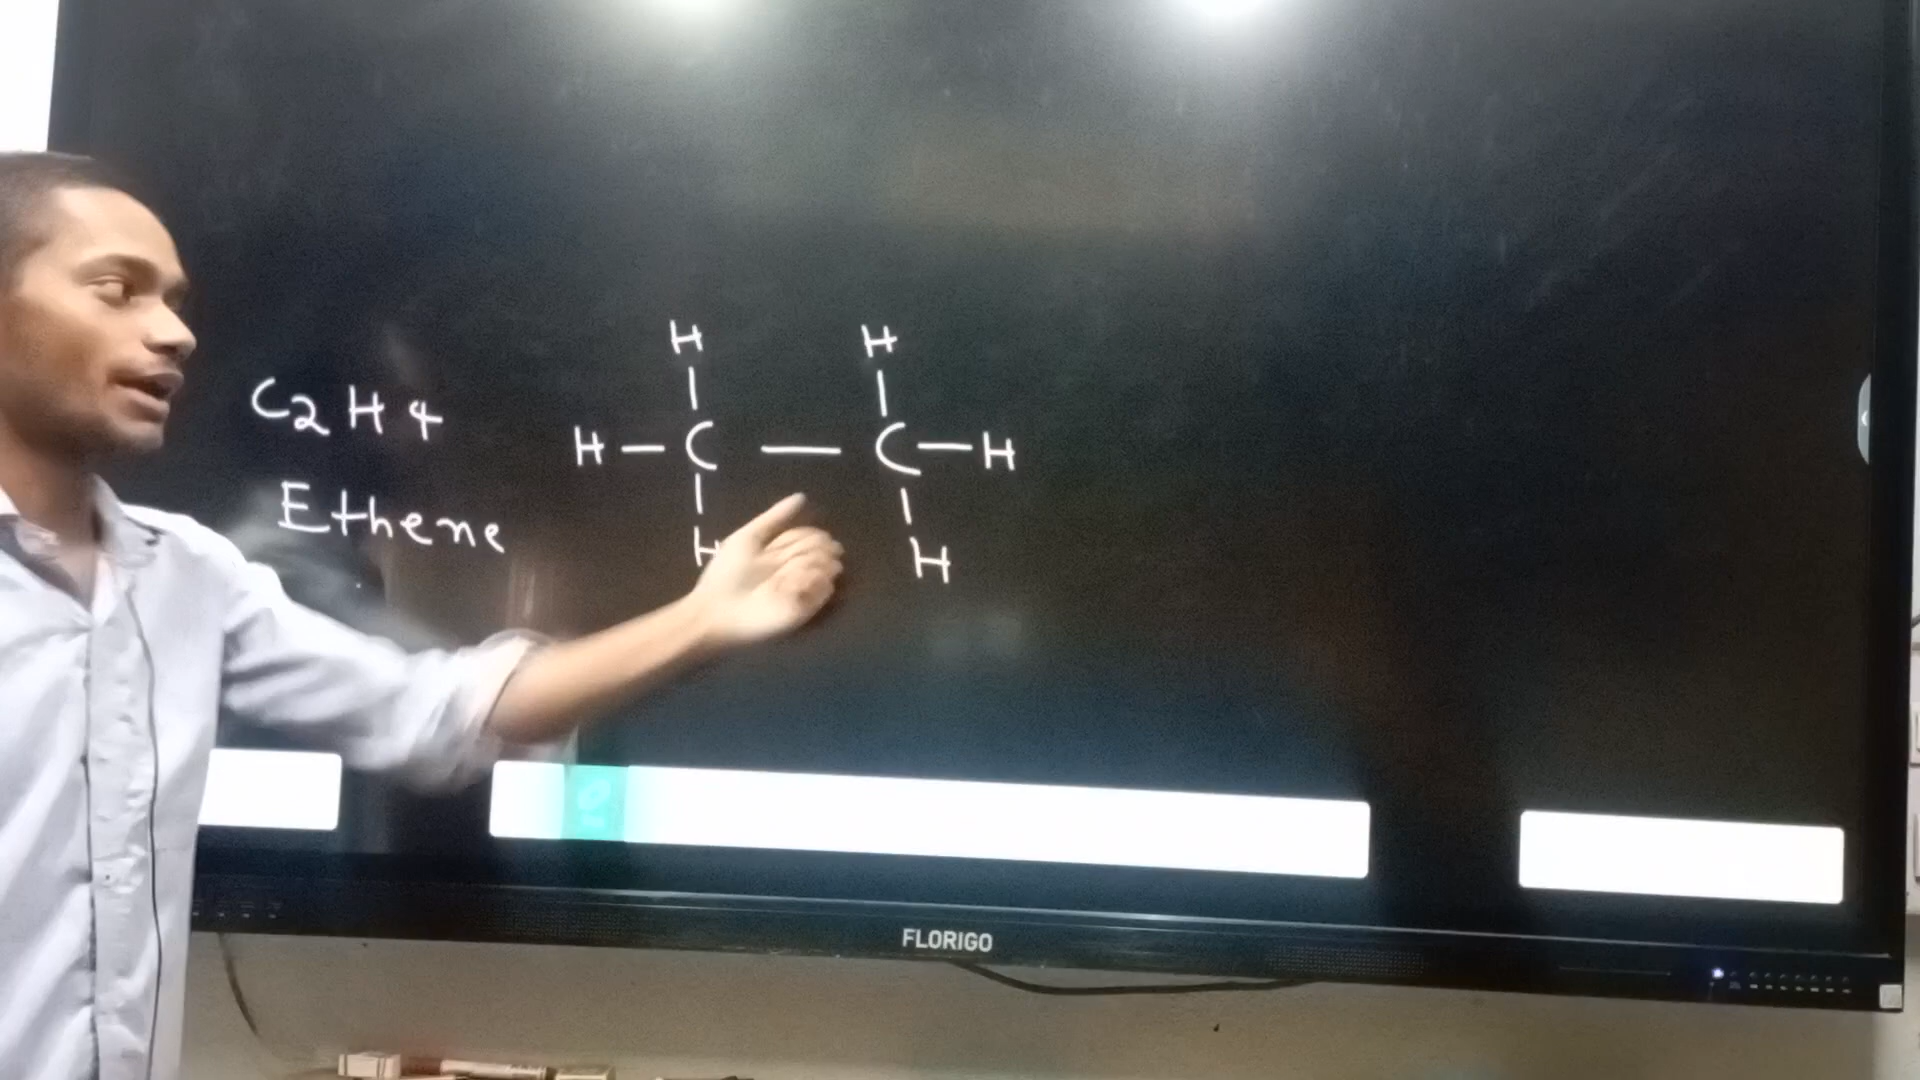 H H
C2H4
H – C — C – H
Ethene
H H
FLORIGO